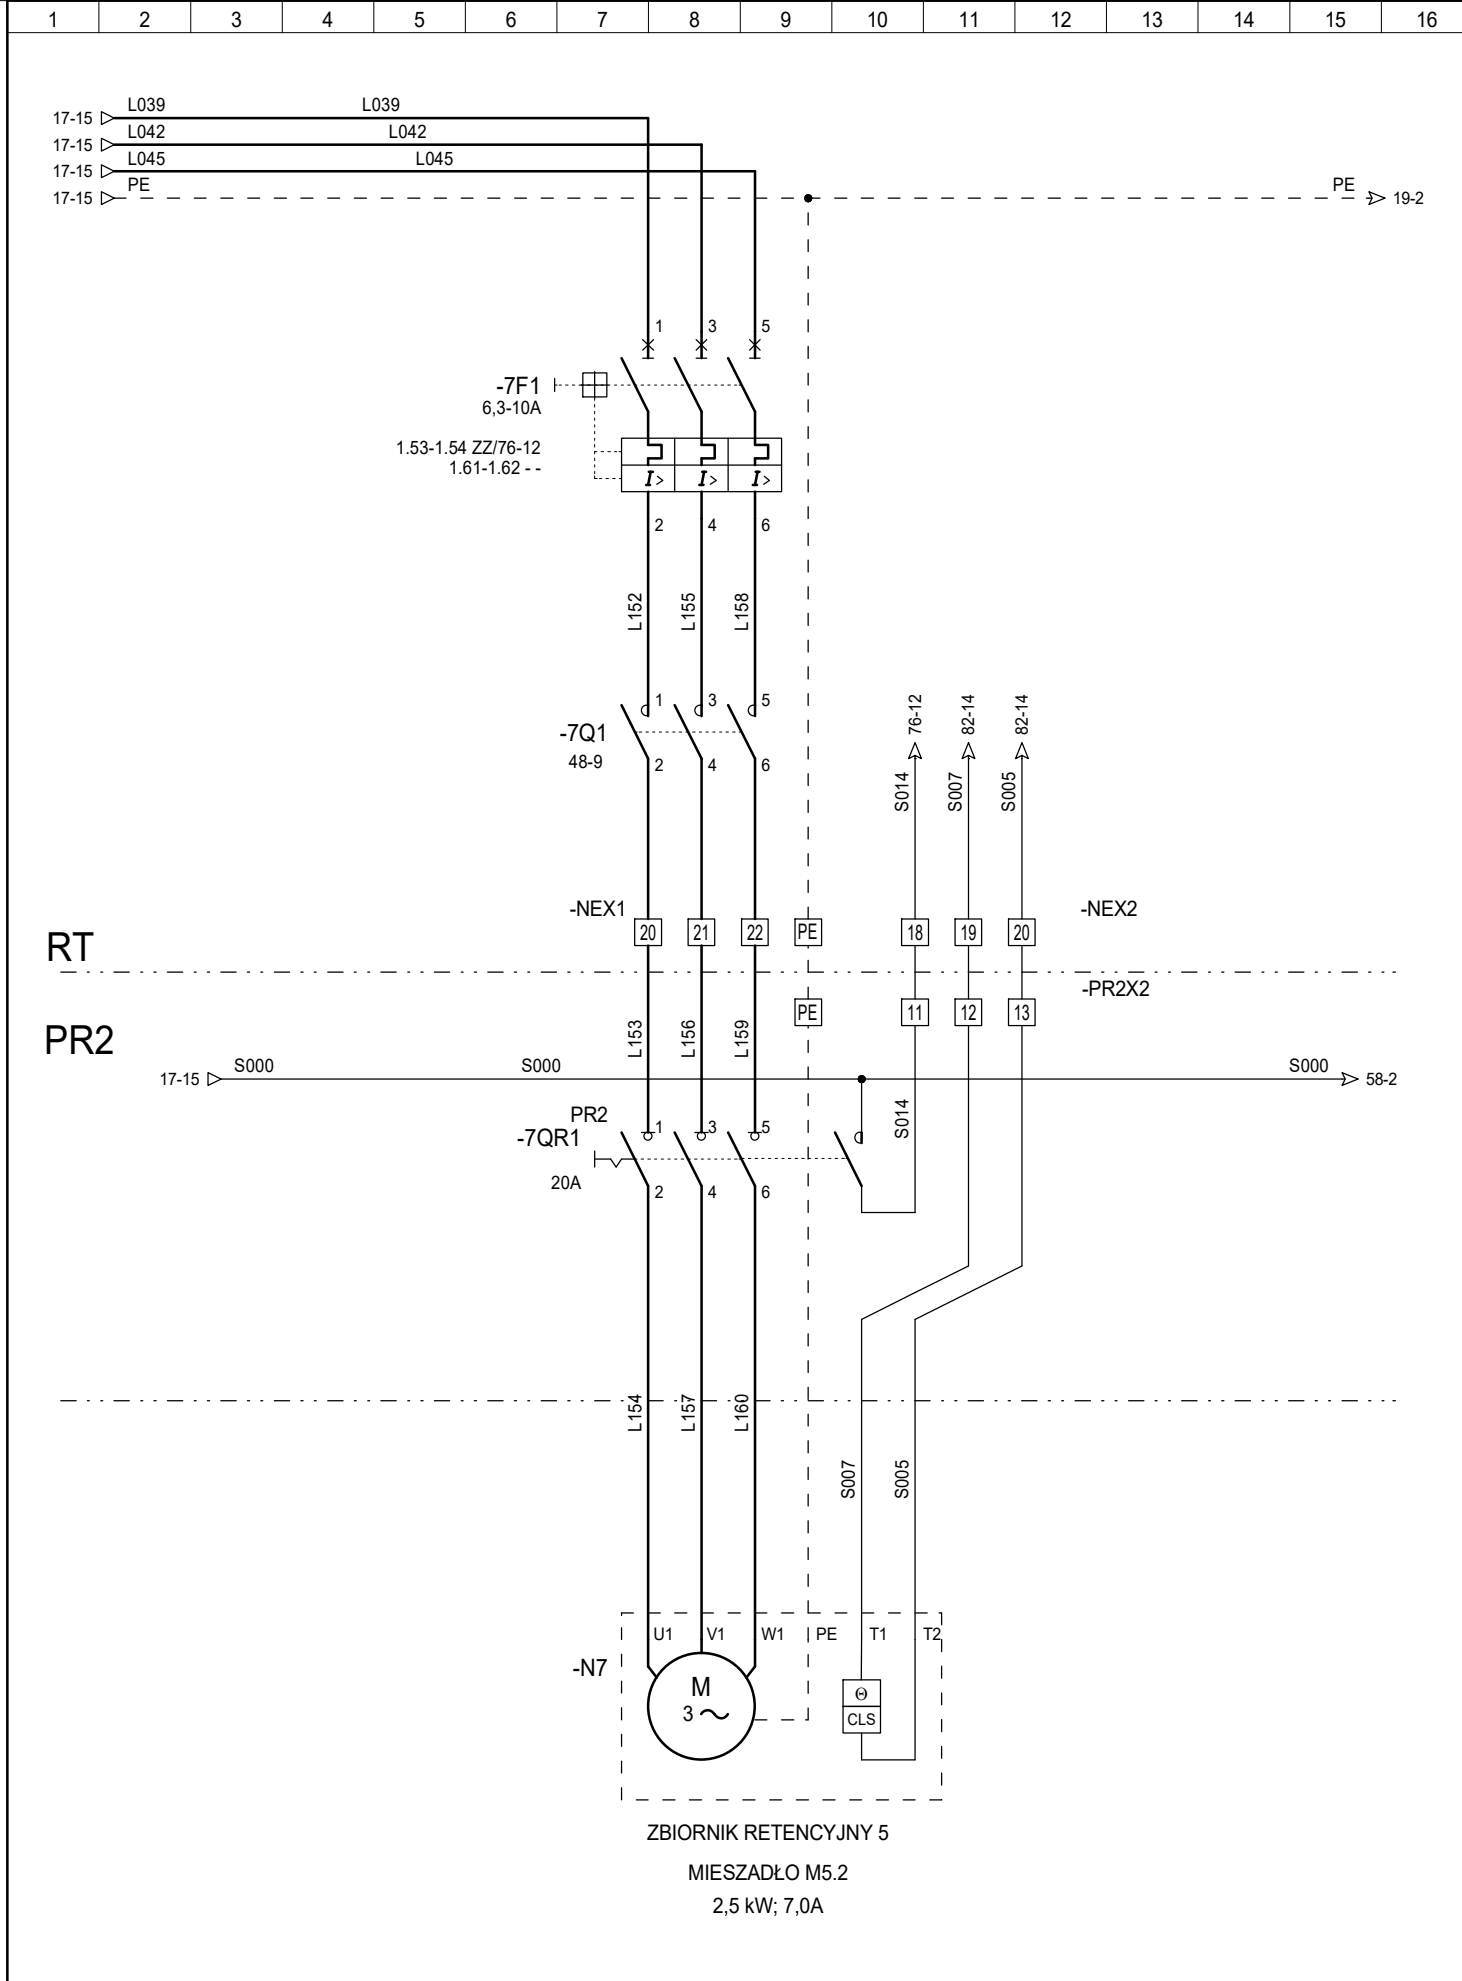 1 2 3 4 5 6 7 8 9 10 11 12 13 14 15 16
17-15 L039 L039
17-15 L042 L042
17-15 L045 L045
17-15 PE PE 19-2
1 3 5
-7F1
6,3-10A
1.53-1.54 ZZ/76-12
1.61-1.62 - -
I> I> I>
2 4 6
L152 L155 L158
1 3 5
-7Q1
48-9
2 4 6
76-12 82-14 82-14
S014 S007 S005
-NEX1 -NEX2
20 21 22 PE 18 19 20
RT
-PR2X2
PE 11 12 13
PR2
L153 L156 L159
17-15 S000 S000 S000 58-2
S014
PR2
-7QR1
1 3 5
20A
2 4 6
L154 L157 L160
S007 S005
U1 V1 W1 PE T1 T2
-N7
M
3
Θ
CLS
ZBIORNIK RETENCYJNY 5
MIESZADŁO M5.2
2,5 kW; 7,0A